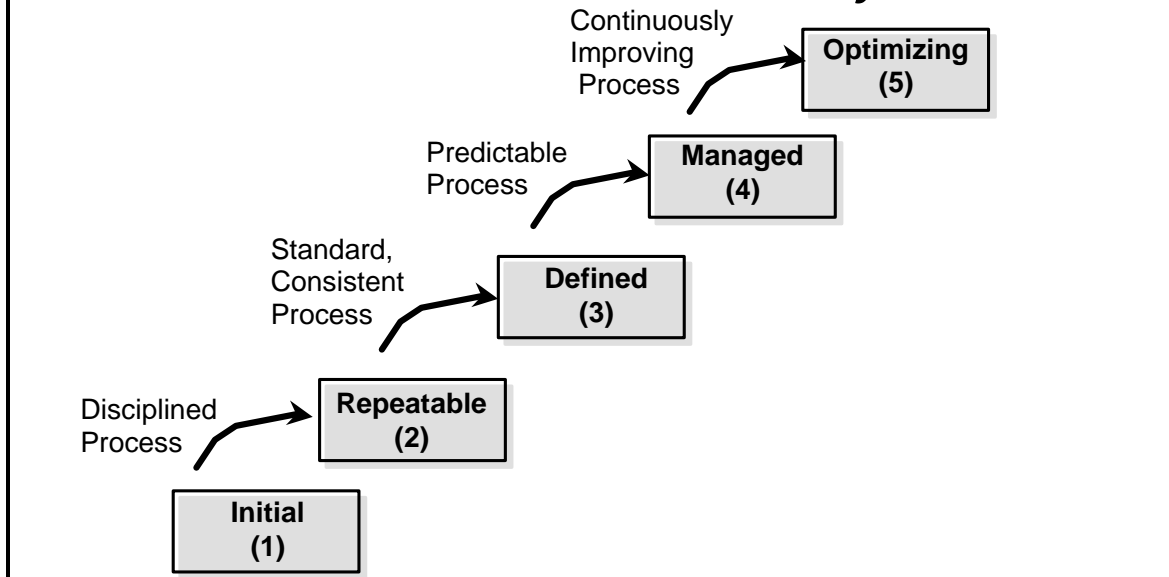 Continuously
Improving
Process
Optimizing
(5)
Predictable
Process
Managed
(4)
Standard,
Consistent
Process
Defined
(3)
Disciplined
Process
Repeatable
(2)
Initial
(1)